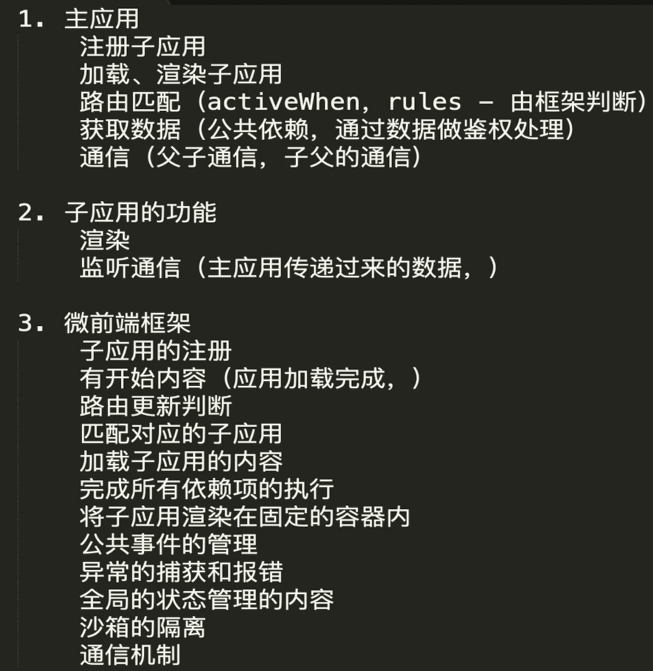 1. 主应用
注册子应用
加载、渲染子应用
路由匹配（activeWhen, rules - 由框架判断）
获取数据（公共依赖，通过数据做鉴权处理）
通信（父子通信，子父的通信）
2. 子应用的功能
渲染
监听通信（主应用传递过来的数据，）
3. 微前端框架
子应用的注册
有开始内容（应用加载完成，）
路由更新判断
匹配对应的子应用
加载子应用的内容
完成所有依赖项的执行
将子应用渲染在固定的容器内
公共事件的管理
异常的捕获和报错
全局的状态管理的内容
沙箱的隔离
通信机制